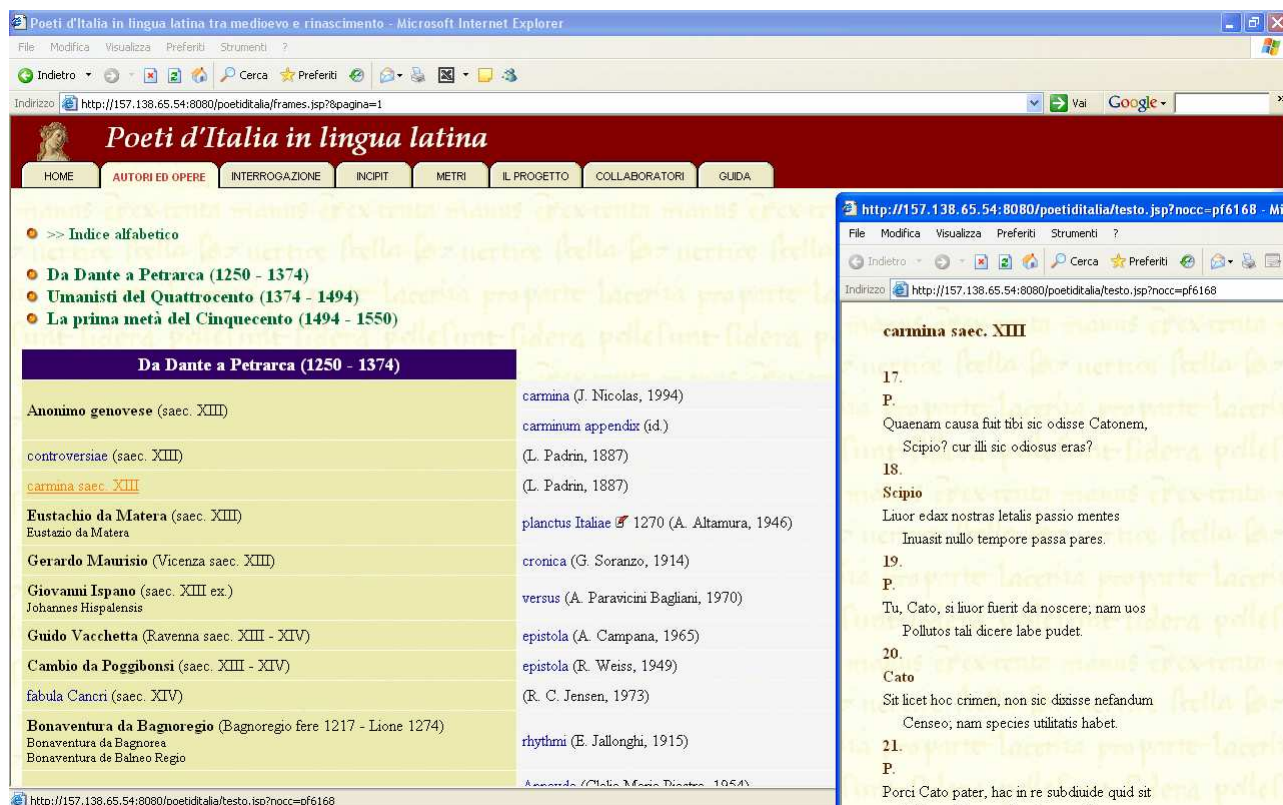 Poeti d'Italia in lingua latina tra medioevo e rinascimento - Microsoft Internet Explorer
File Modifica Visualizza Preferiti Strumenti ?
Indietro Cerca Preferiti
Indirizzo http://157.138.65.54:8080/poetiditalia/frames.jsp?&pagina=1 Vai Google
Poeti d'Italia in lingua latina
HOME AUTORI ED OPERE INTERROGAZIONE INCIPIT METRI IL PROGETTO COLLABORATORI GUIDA
>> Indice alfabetico
Da Dante a Petrarca (1250 - 1374)
Umanisti del Quattrocento (1374 - 1494)
La prima metà del Cinquecento (1494 - 1550)
Da Dante a Petrarca (1250 - 1374)
Anonimo genovese (saec. XIII)
carmina (J. Nicolas, 1994)
carminum appendix (id.)
controversiae (saec. XIII) (L. Padrin, 1887)
carmina saec. XIII (L. Padrin, 1887)
Eustachio da Matera (saec. XIII)
Eustazio da Matera
planctus Italiae 1270 (A. Altamura, 1946)
Gerardo Maurisio (Vicenza saec. XIII) cronica (G. Soranzo, 1914)
Giovanni Ispano (saec. XIII ex.)
Johannes Hispalensis
versus (A. Paravicini Bagliani, 1970)
Guido Vacchetta (Ravenna saec. XIII - XIV) epistola (A. Campana, 1965)
Cambio da Poggibonsi (saec. XIII - XIV) epistola (R. Weiss, 1949)
fabula Cancri (saec. XIV) (R. C. Jensen, 1973)
Bonaventura da Bagnoregio (Bagnoregio fere 1217 - Lione 1274)
Bonaventura da Bagnorea
Bonaventura de Balneo Regio
rhythmi (E. Jallonghi, 1915)
http://157.138.65.54:8080/poetiditalia/testo.jsp?nocc=pf6168
http://157.138.65.54:8080/poetiditalia/testo.jsp?nocc=pf6168 - Mi
File Modifica Visualizza Preferiti Strumenti ?
Indietro Cerca Preferiti
Indirizzo http://157.138.65.54:8080/poetiditalia/testo.jsp?nocc=pf6168
carmina saec. XIII
17.
P.
Quaenam causa fuit tibi sic odisse Catonem,
Scipio? cur illi sic odiosus eras?
18.
Scipio
Liuor edax nostras letalis passio mentes
Inuasit nullo tempore passa pares.
19.
P.
Tu, Cato, si liuor fuerit da noscere; nam uos
Pollutos tali dicere labe pudet.
20.
Cato
Sit licet hoc crimen, non sic dixisse nefandum
Censeo; nam species utilitatis habet.
21.
P.
Porci Cato pater, hac in re subdiuide quid sit